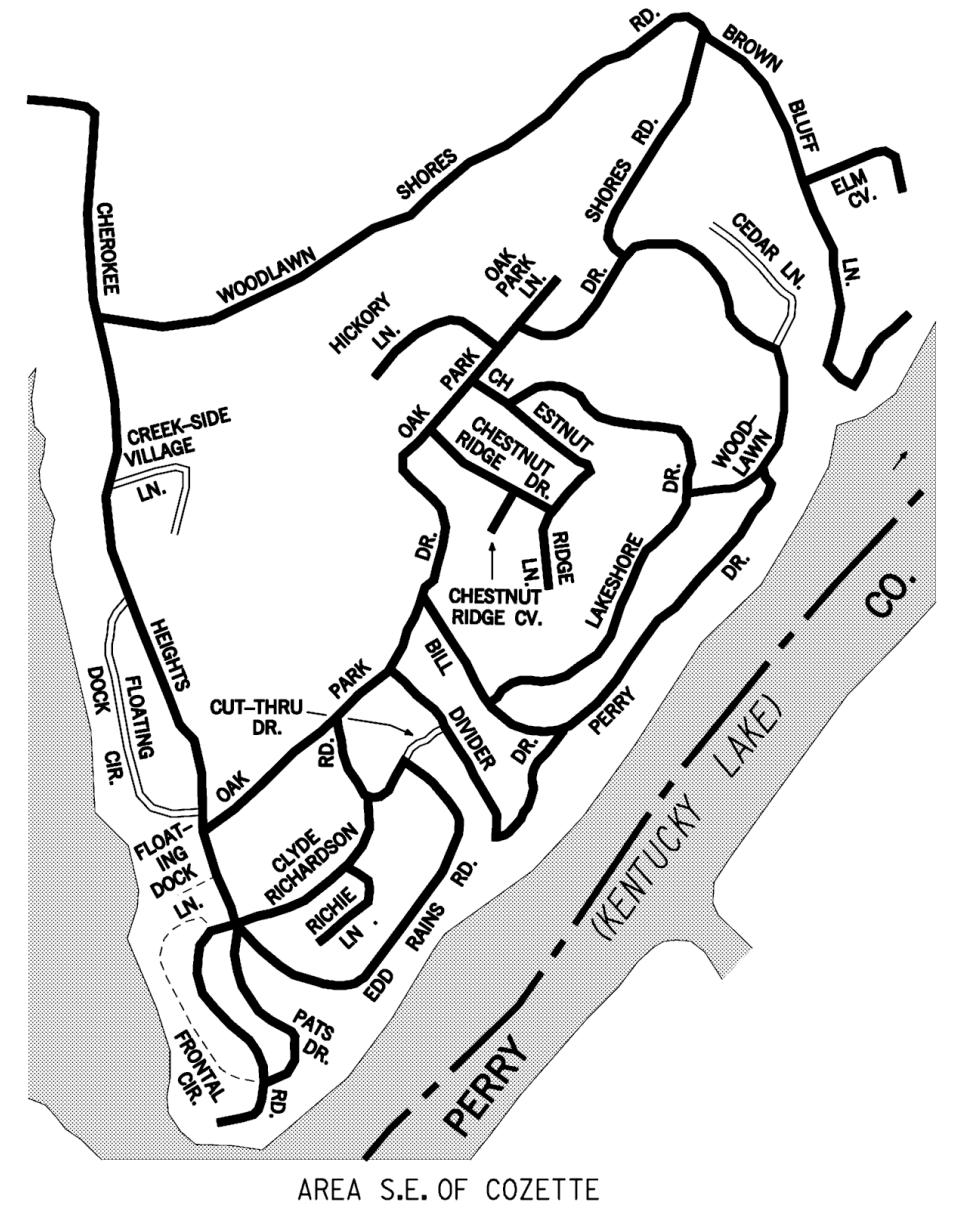 RD.
BROWN
BLUFF
LN.
ELM
CV.
SHORES
WOODLAWN
SHORES RD.
CEDAR LN.
CHEROKEE
OAK
PARK
LN.
DR.
HICKORY
LN.
PARK
OAK
CH
ESTNUT
CHESTNUT
RIDGE DR.
WOOD-
LAWN
CREEK-SIDE
VILLAGE
LN.
DR.
DR.
RIDGE
LN.
DR.
LAKESHORE
CHESTNUT
RIDGE CV.
CO.
HEIGHTS
BILL
DIVIDER
DR.
PERRY
FLOATING
DOCK
CIR.
PARK
CUT-THRU
DR.
RD.
OAK
(KENTUCKY LAKE)
FLOAT-
ING
DOCK
LN.
CLYDE
RICHARDSON
RICHIE
LN.
RD.
RAINS
EDD
PATS
DR.
FRONTAL
CIR.
RD.
PERRY
AREA S.E. OF COZETTE